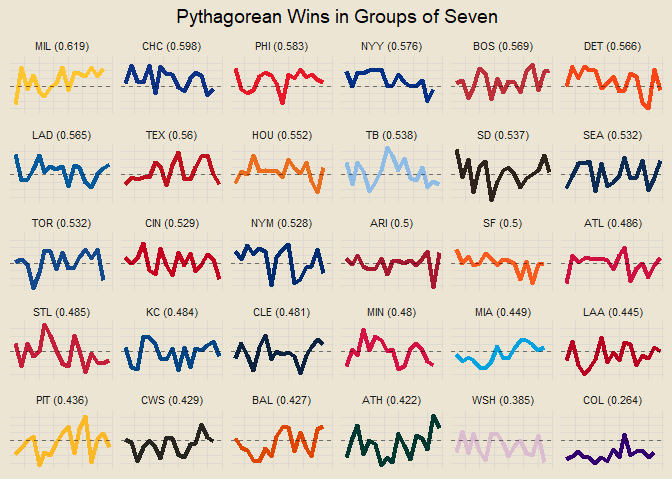 Pythagorean Wins in Groups of Seven
MIL (0.619) CHC (0.598) PHI (0.583) NYY (0.576) BOS (0.569) DET (0.566)
LAD (0.565) TEX (0.56) HOU (0.552) TB (0.538) SD (0.537) SEA (0.532)
TOR (0.532) CIN (0.529) NYM (0.528) ARI (0.5) SF (0.5) ATL (0.486)
STL (0.485) KC (0.484) CLE (0.481) MIN (0.48) MIA (0.449) LAA (0.445)
PIT (0.436) CWS (0.429) BAL (0.427) ATH (0.422) WSH (0.385) COL (0.264)